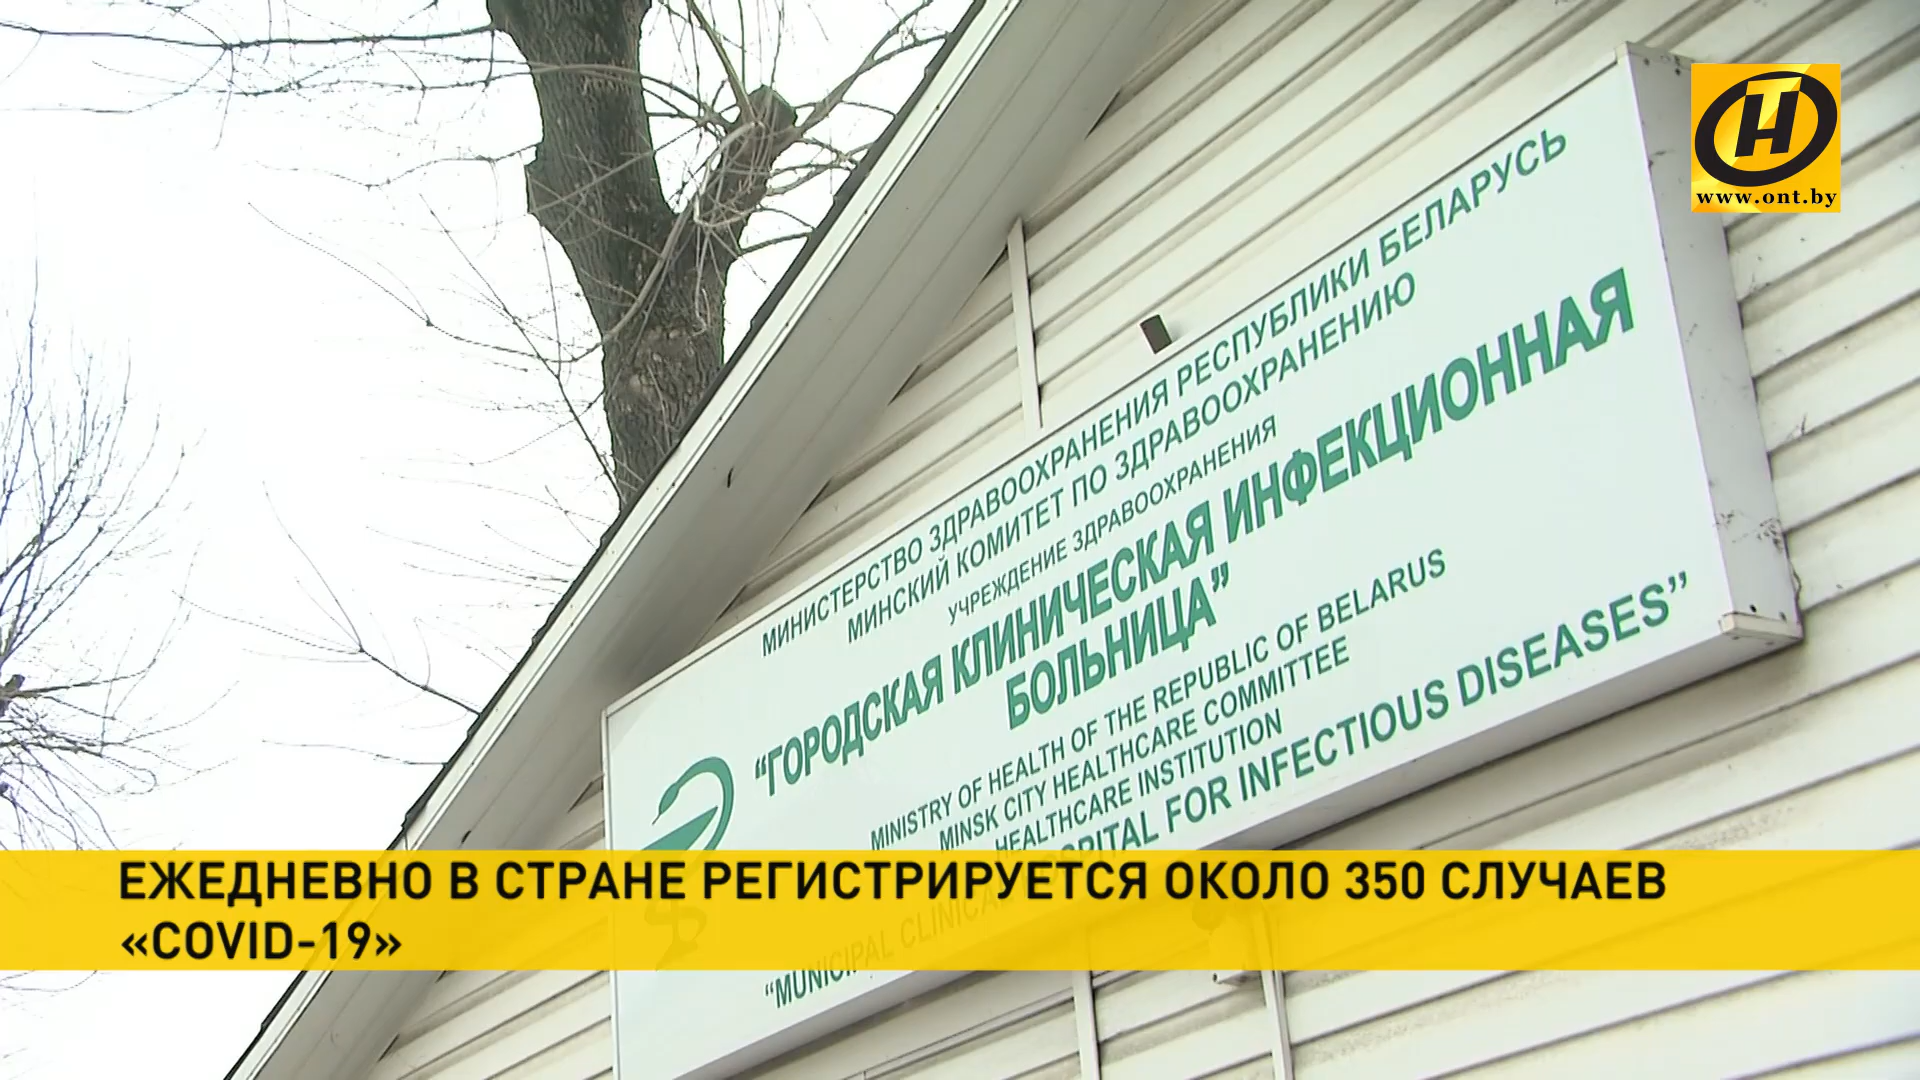 ОНТ
www.ont.by
МИНИСТЕРСТВО ЗДРАВООХРАНЕНИЯ РЕСПУБЛИКИ БЕЛАРУСЬ
МИНСКИЙ КОМИТЕТ ПО ЗДРАВООХРАНЕНИЮ
УЧРЕЖДЕНИЕ ЗДРАВООХРАНЕНИЯ
“ГОРОДСКАЯ КЛИНИЧЕСКАЯ ИНФЕКЦИОННАЯ
БОЛЬНИЦА”
MINISTRY OF HEALTH OF THE REPUBLIC OF BELARUS
MINSK CITY HEALTHCARE COMMITTEE
HEALTHCARE INSTITUTION
“MUNICIPAL CLINICAL HOSPITAL FOR INFECTIOUS DISEASES”
ЕЖЕДНЕВНО В СТРАНЕ РЕГИСТРИРУЕТСЯ ОКОЛО 350 СЛУЧАЕВ
«COVID-19»